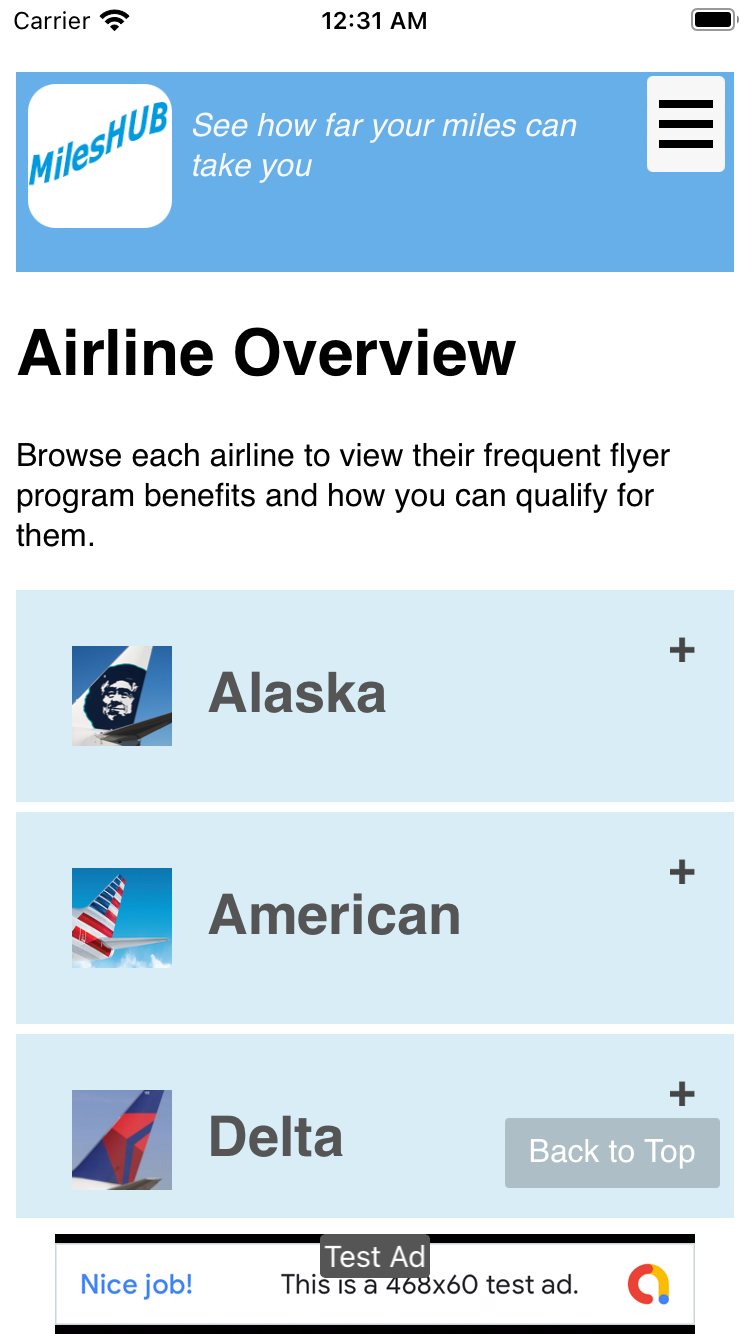 Carrier 12:31 AM
MilesHUB
See how far your miles can
take you
Airline Overview
Browse each airline to view their frequent flyer
program benefits and how you can qualify for
them.
+
Alaska
+
American
+
Delta
Back to Top
Test Ad
Nice job! This is a 468x60 test ad.